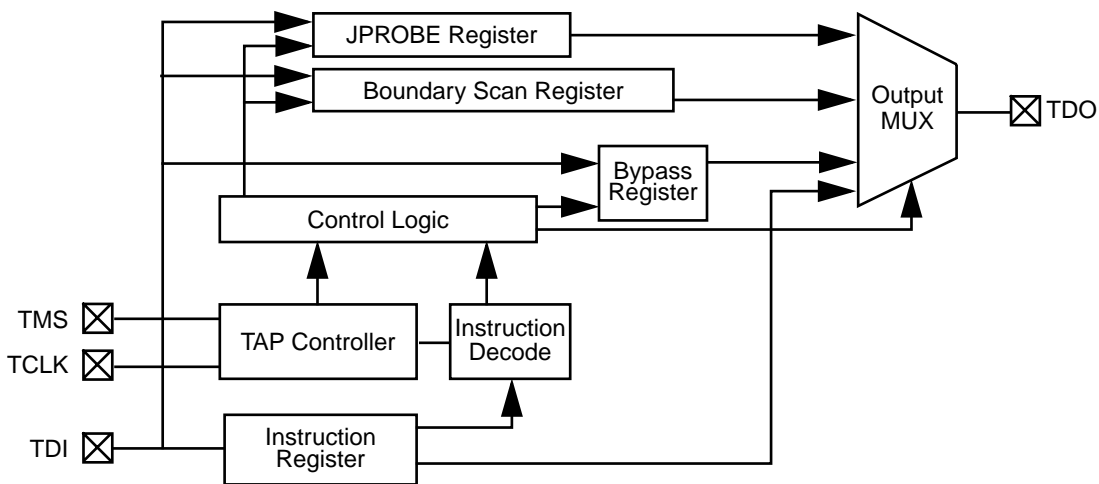 JPROBE Register
Boundary Scan Register
Output
MUX
TDO
Bypass
Register
Control Logic
TMS
TAP Controller
Instruction
Decode
TCLK
TDI
Instruction
Register